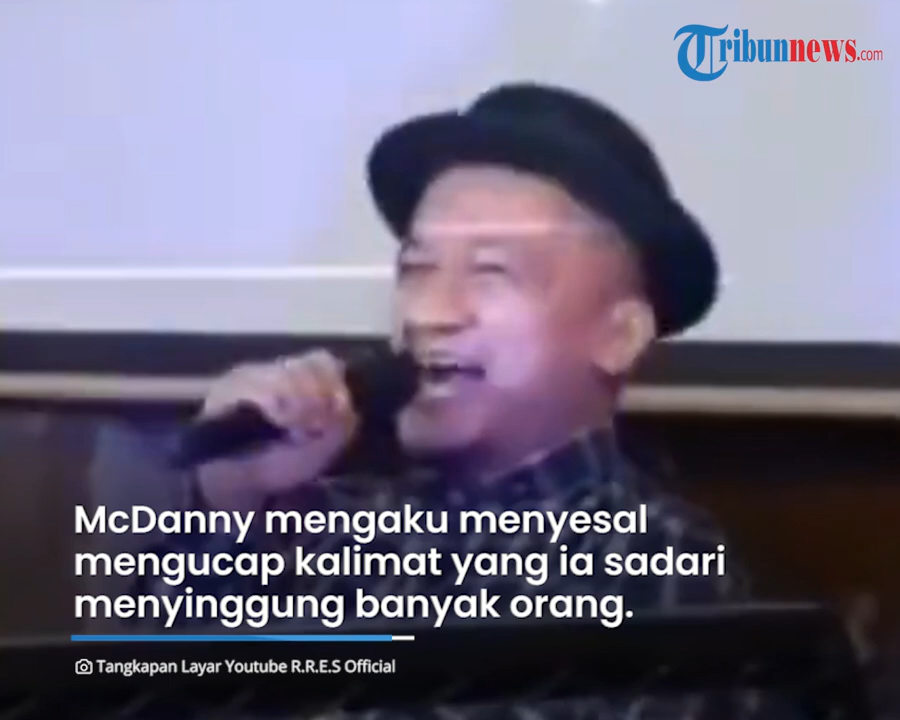 Tribunnews.com
McDanny mengaku menyesal
mengucap kalimat yang ia sadari
menyinggung banyak orang.
Tangkapan Layar Youtube R.R.E.S Official